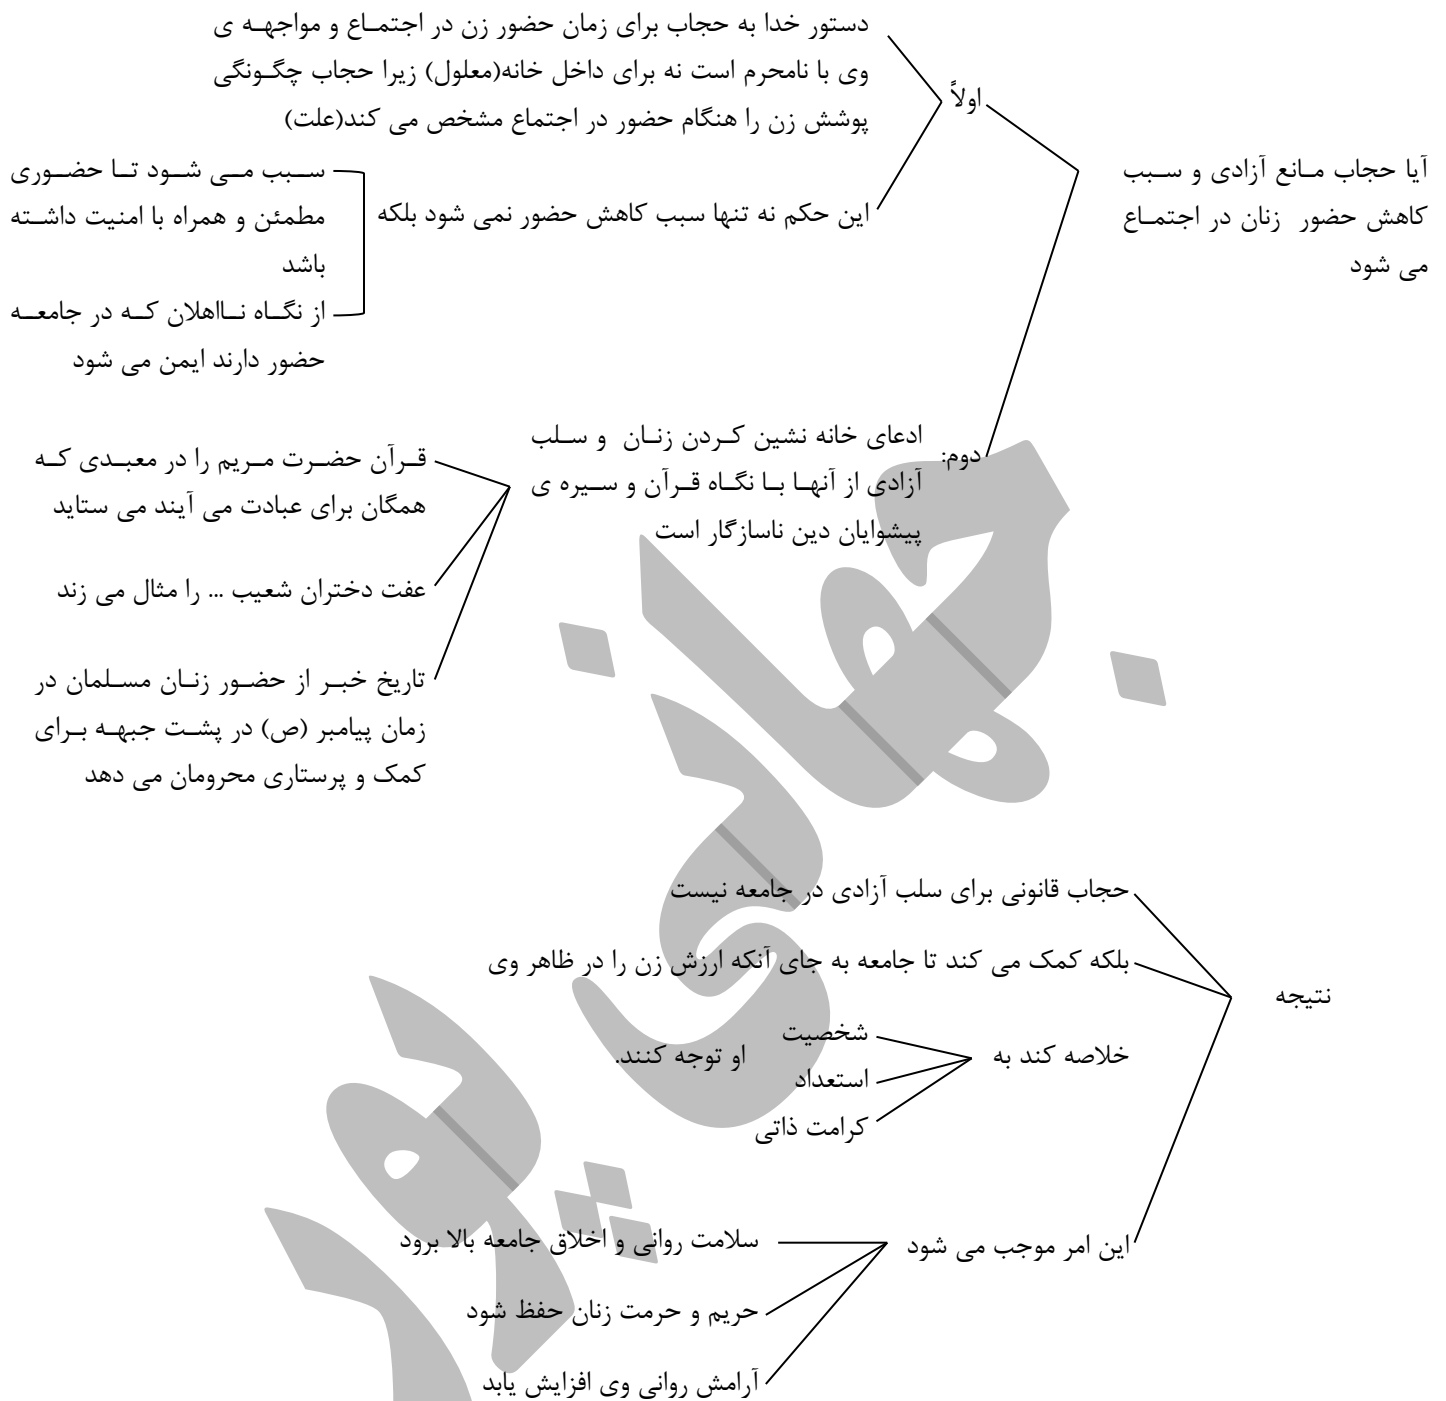 آیا حجاب مانع آزادی و سبب
کاهش حضور زنان در اجتماع
می شود
اولاً
دستور خدا به حجاب برای زمان حضور زن در اجتماع و مواجهه ی
وی با نامحرم است نه برای داخل خانه(معلول) زیرا حجاب چگونگی
پوشش زن را هنگام حضور در اجتماع مشخص می کند(علت)
این حکم نه تنها سبب کاهش حضور نمی شود بلکه
سبب می شود تا حضوری
مطمئن و همراه با امنیت داشته
باشد
از نگاه نااهلان که در جامعه
حضور دارند ایمن می شود
دوم:
ادعای خانه نشین کردن زنان و سلب
آزادی از آنها با نگاه قرآن و سیره ی
پیشوایان دین ناسازگار است
قرآن حضرت مریم را در معبدی که
همگان برای عبادت می آیند می ستاید
عفت دختران شعیب ... را مثال می زند
تاریخ خبر از حضور زنان مسلمان در
زمان پیامبر (ص) در پشت جبهه برای
کمک و پرستاری محرومان می دهد
نتیجه
حجاب قانونی برای سلب آزادی در جامعه نیست
بلکه کمک می کند تا جامعه به جای آنکه ارزش زن را در ظاهر وی
خلاصه کند به
شخصیت
استعداد
کرامت ذاتی
او توجه کنند.
این امر موجب می شود
سلامت روانی و اخلاق جامعه بالا برود
حریم و حرمت زنان حفظ شود
آرامش روانی وی افزایش یابد
جهانی پور